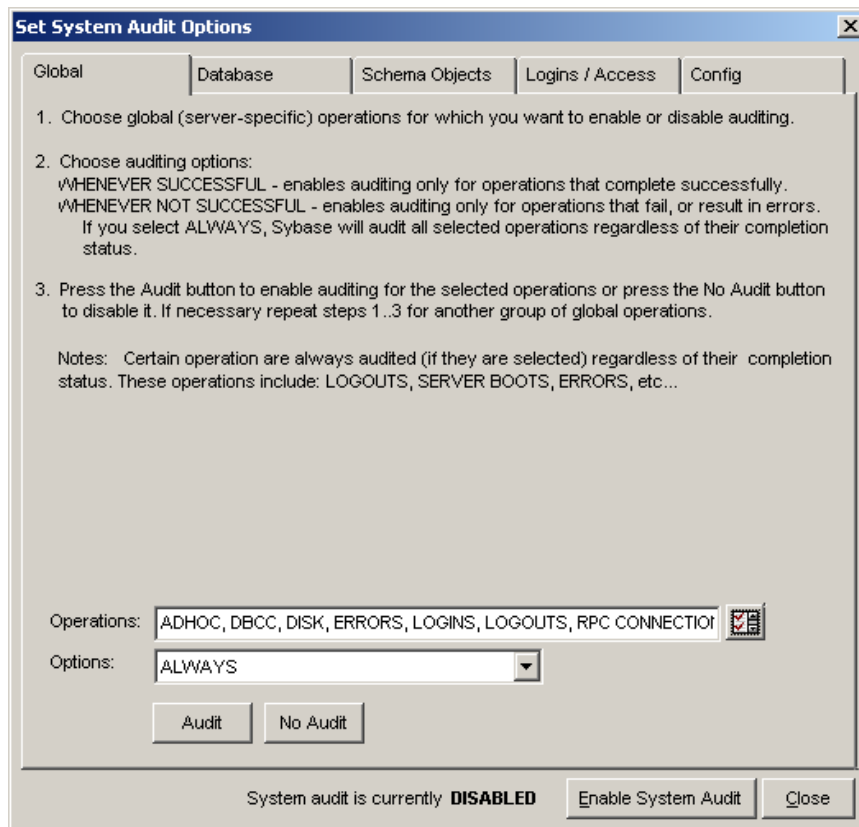 Set System Audit Options
Global
Database
Schema Objects
Logins / Access
Config
1. Choose global (server-specific) operations for which you want to enable or disable auditing.
2. Choose auditing options:
WHENEVER SUCCESSFUL - enables auditing only for operations that complete successfully.
WHENEVER NOT SUCCESSFUL - enables auditing only for operations that fail, or result in errors.
If you select ALWAYS, Sybase will audit all selected operations regardless of their completion
status.
3. Press the Audit button to enable auditing for the selected operations or press the No Audit button
to disable it. If necessary repeat steps 1..3 for another group of global operations.
Notes: Certain operation are always audited (if they are selected) regardless of their completion
status. These operations include: LOGOUTS, SERVER BOOTS, ERRORS, etc...
Operations: ADHOC, DBCC, DISK, ERRORS, LOGINS, LOGOUTS, RPC CONNECTION
Options: ALWAYS
Audit No Audit
System audit is currently DISABLED Enable System Audit Close